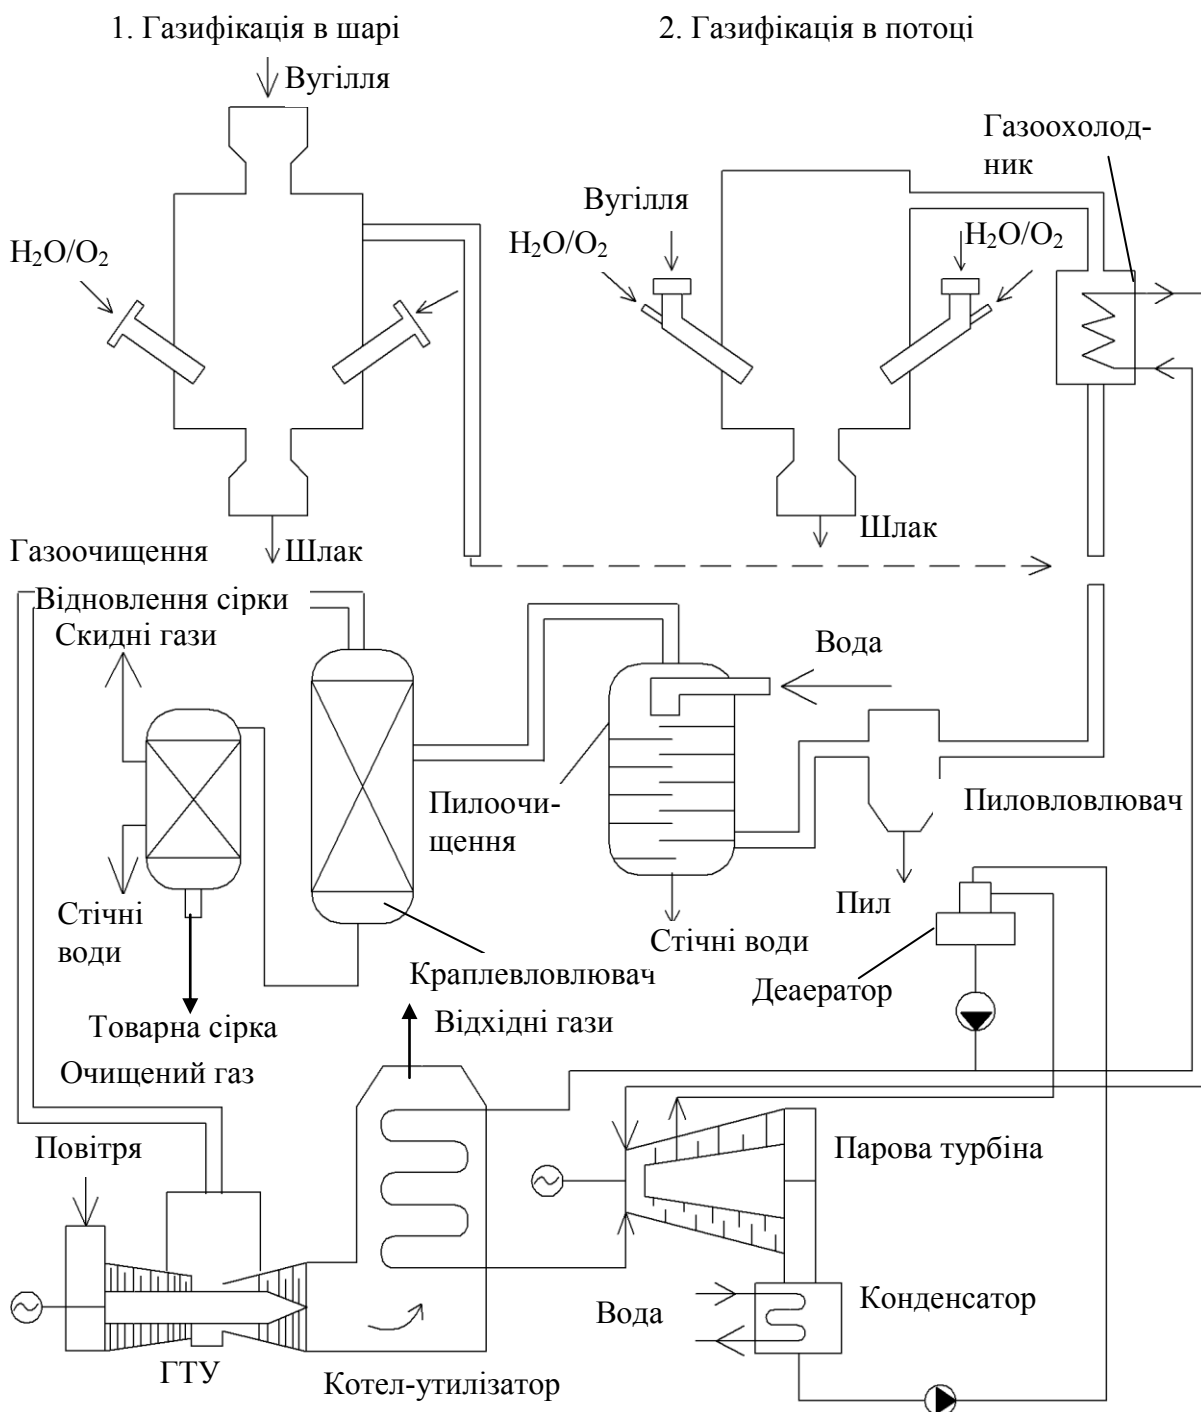 1. Газифікація в шарі
2. Газифікація в потоці
Вугілля
Газоохолод-
ник
Вугілля
H₂O/O₂
H₂O/O₂
H₂O/O₂
Шлак
Шлак
Газоочищення
Відновлення сірки
Скидні гази
Вода
Пилоочи-
щення
Пиловловлювач
Пил
Стічні
води
Стічні води
Краплевловлювач
Деаератор
Товарна сірка
Відхідні гази
Очищений газ
Повітря
Парова турбіна
Вода
Конденсатор
ГТУ
Котел-утилізатор